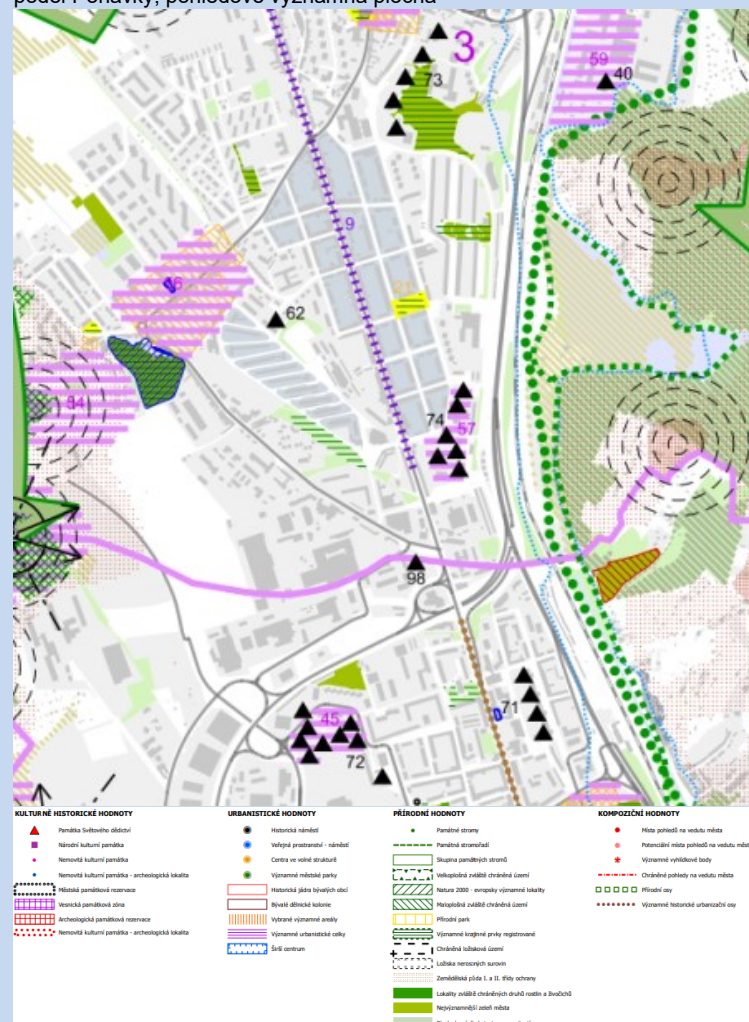 podél Ponávky, pohledově významná plocha
3
59
40
73
9
46
21
62
84
74
57
98
71
45
72
KULTURNĚ HISTORICKÉ HODNOTY
Památka Světového dědictví
Národní kulturní památka
Nemovitá kulturní památka
Nemovitá kulturní památka - archeologická lokalita
Městská památková rezervace
Vesnická památková zóna
Archeologická památková rezervace
Nemovitá kulturní památka - archeologická lokalita
URBANISTICKÉ HODNOTY
Historická náměstí
Veřejná prostranství - náměstí
Centra ve volné struktuře
Významné městské parky
Historická jádra bývalých obcí
Bývalé dělnické kolonie
Vybrané významné areály
Významné urbanistické celky
Širší centrum
PŘÍRODNÍ HODNOTY
Památné stromy
Památná stromořadí
Skupina památných stromů
Velkoplošná zvláště chráněná území
Natura 2000 - evropsky významné lokality
Maloplošná zvláště chráněná území
Přírodní park
Významné krajinné prvky registrované
Chráněná ložisková území
Ložiska nerostných surovin
Zemědělská půda I. a II. třídy ochrany
Lokality zvláště chráněných druhů rostlin a živočichů
Nejvýznamnější zeleň města
KOMPOZIČNÍ HODNOTY
Místa pohledů na vedutu města
Potenciální místa pohledů na vedutu města
Významné vyhlídkové body
Chráněné pohledy na vedutu města
Přírodní osy
Významné historické urbanizační osy